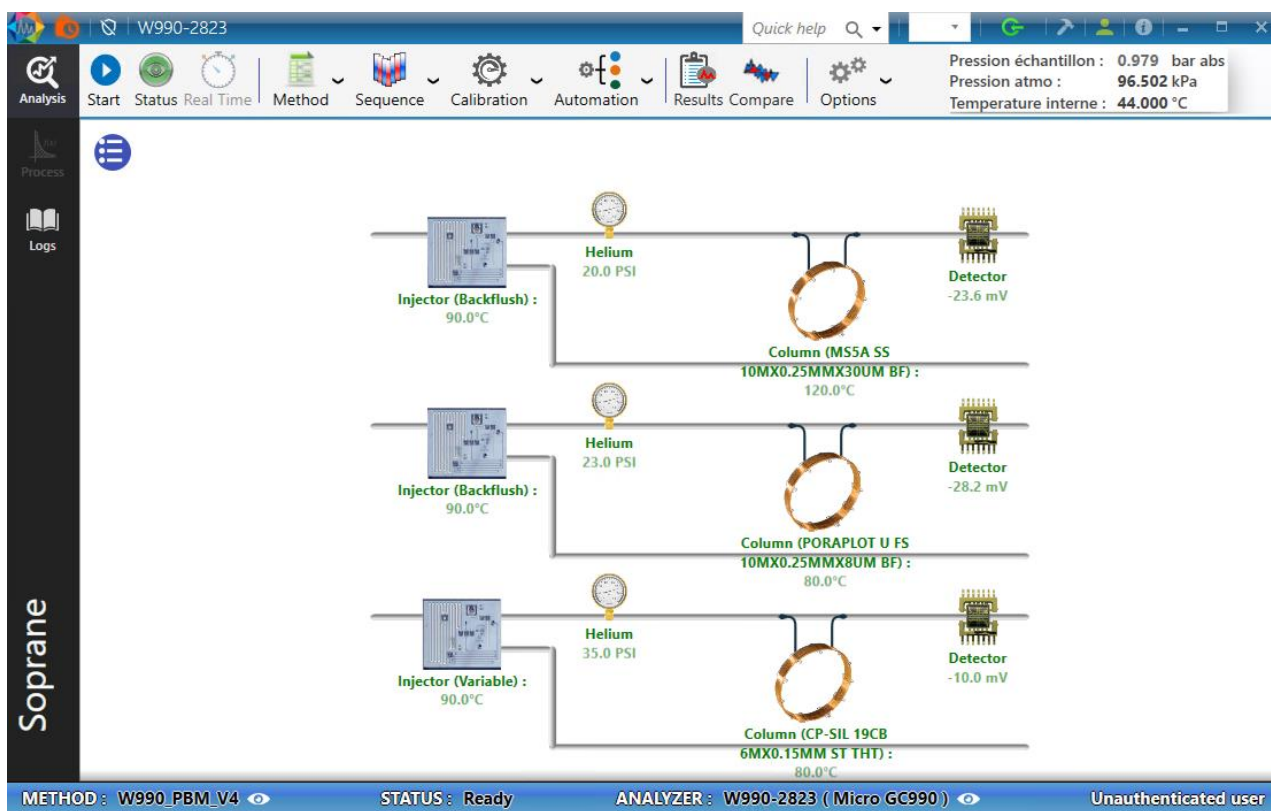 W990-2823
Quick help
Analysis
Start
Status
Real Time
Method
Sequence
Calibration
Automation
Results
Compare
Options
Pression échantillon : 0.979 bar abs
Pression atmo : 96.502 kPa
Temperature interne : 44.000 °C
Process
Logs
Helium
20.0 PSI
Injector (Backflush) :
90.0°C
Detector
-23.6 mV
Column (MS5A SS
10MX0.25MMX30UM BF) :
120.0°C
Helium
23.0 PSI
Injector (Backflush) :
90.0°C
Detector
-28.2 mV
Column (PORAPLOT U FS
10MX0.25MMX8UM BF) :
80.0°C
Helium
35.0 PSI
Injector (Variable) :
90.0°C
Detector
-10.0 mV
Column (CP-SIL 19CB
6MX0.15MM ST THT) :
80.0°C
Soprane
METHOD : W990_PBM_V4
STATUS : Ready
ANALYZER : W990-2823 ( Micro GC990 )
Unauthenticated user